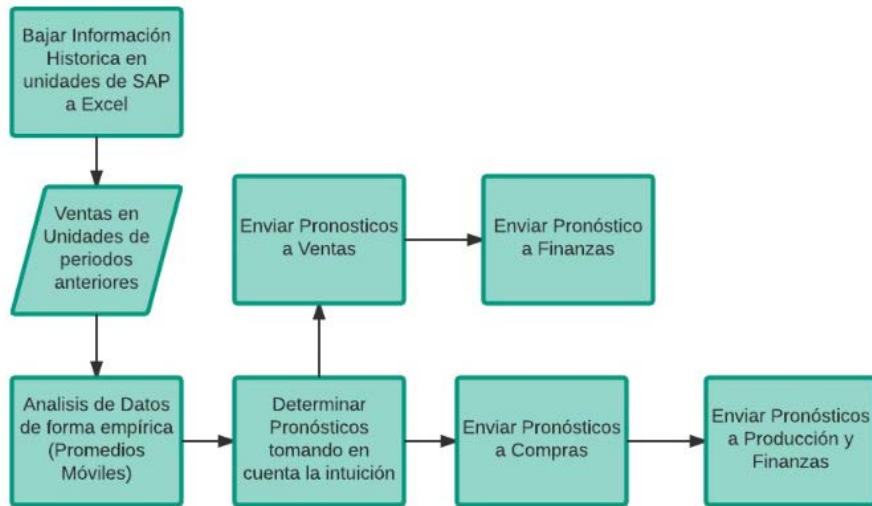 Bajar Información
Historica en
unidades de SAP
a Excel
Ventas en
Unidades de
periodos
anteriores
Enviar Pronosticos
a Ventas
Enviar Pronóstico
a Finanzas
Analisis de Datos
de forma empírica
(Promedios
Móviles)
Determinar
Pronósticos
tomando en
cuenta la intuición
Enviar Pronósticos
a Compras
Enviar Pronósticos
a Producción y
Finanzas